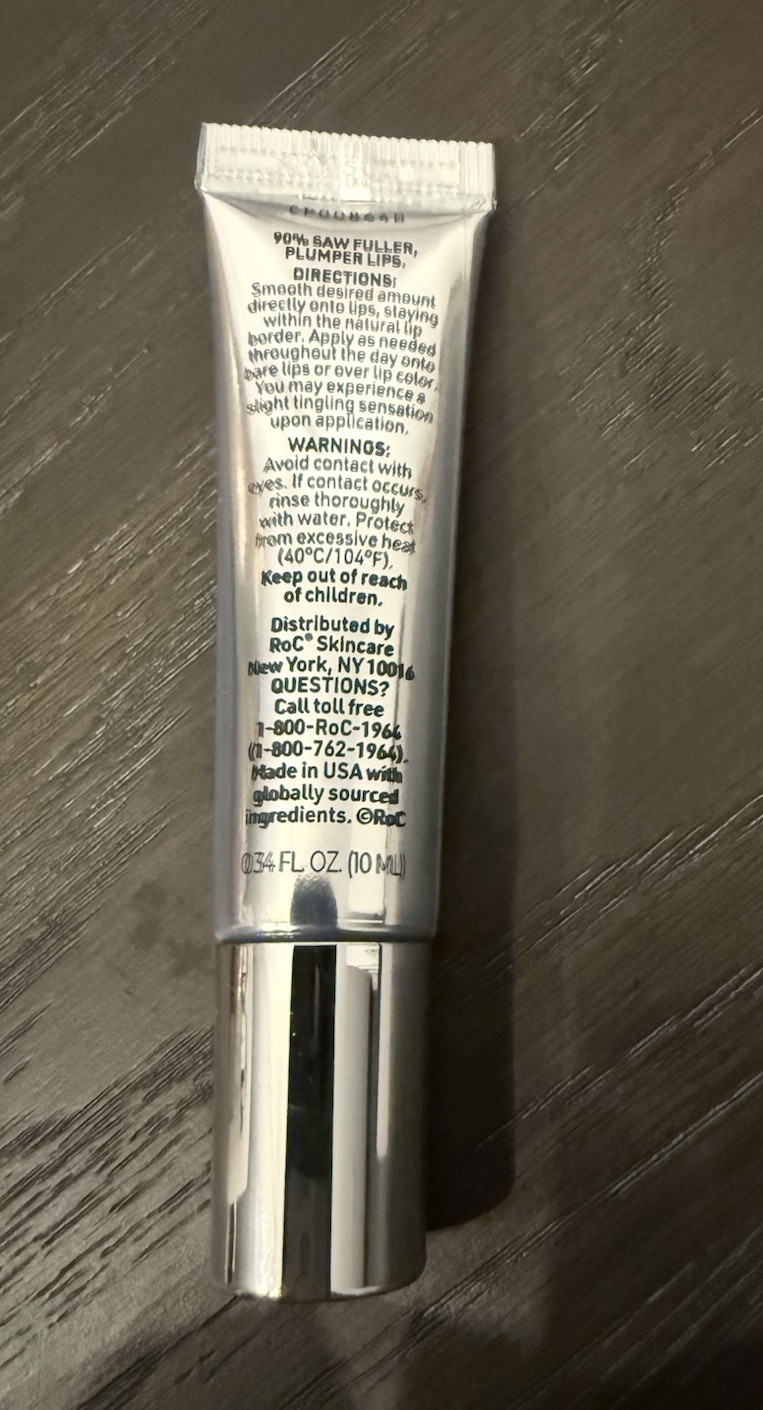 90% SAW FULLER,
PLUMPER LIPS.
DIRECTIONS:
Smooth desired amount
directly onto lips, staying
within the natural lip
border. Apply as needed
throughout the day onto
bare lips or over lip color.
You may experience a
slight tingling sensation
upon application.
WARNINGS:
Avoid contact with
eyes. If contact occurs,
rinse thoroughly
with water. Protect
from excessive heat
(40°C/104°F).
Keep out of reach
of children.
Distributed by
RoC® Skincare
New York, NY 10016
QUESTIONS?
Call toll free
1-800-RoC-1964
(1-800-762-1964).
Made in USA with
globally sourced
ingredients. ©RoC
0.34 FL. OZ. (10 ML)